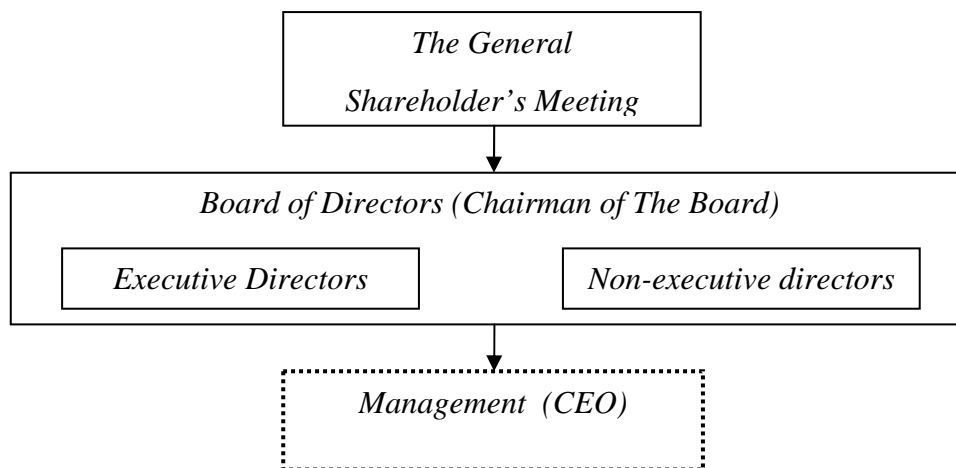 The General
Shareholder's Meeting
Board of Directors (Chairman of The Board)
Executive Directors
Non-executive directors
Management (CEO)